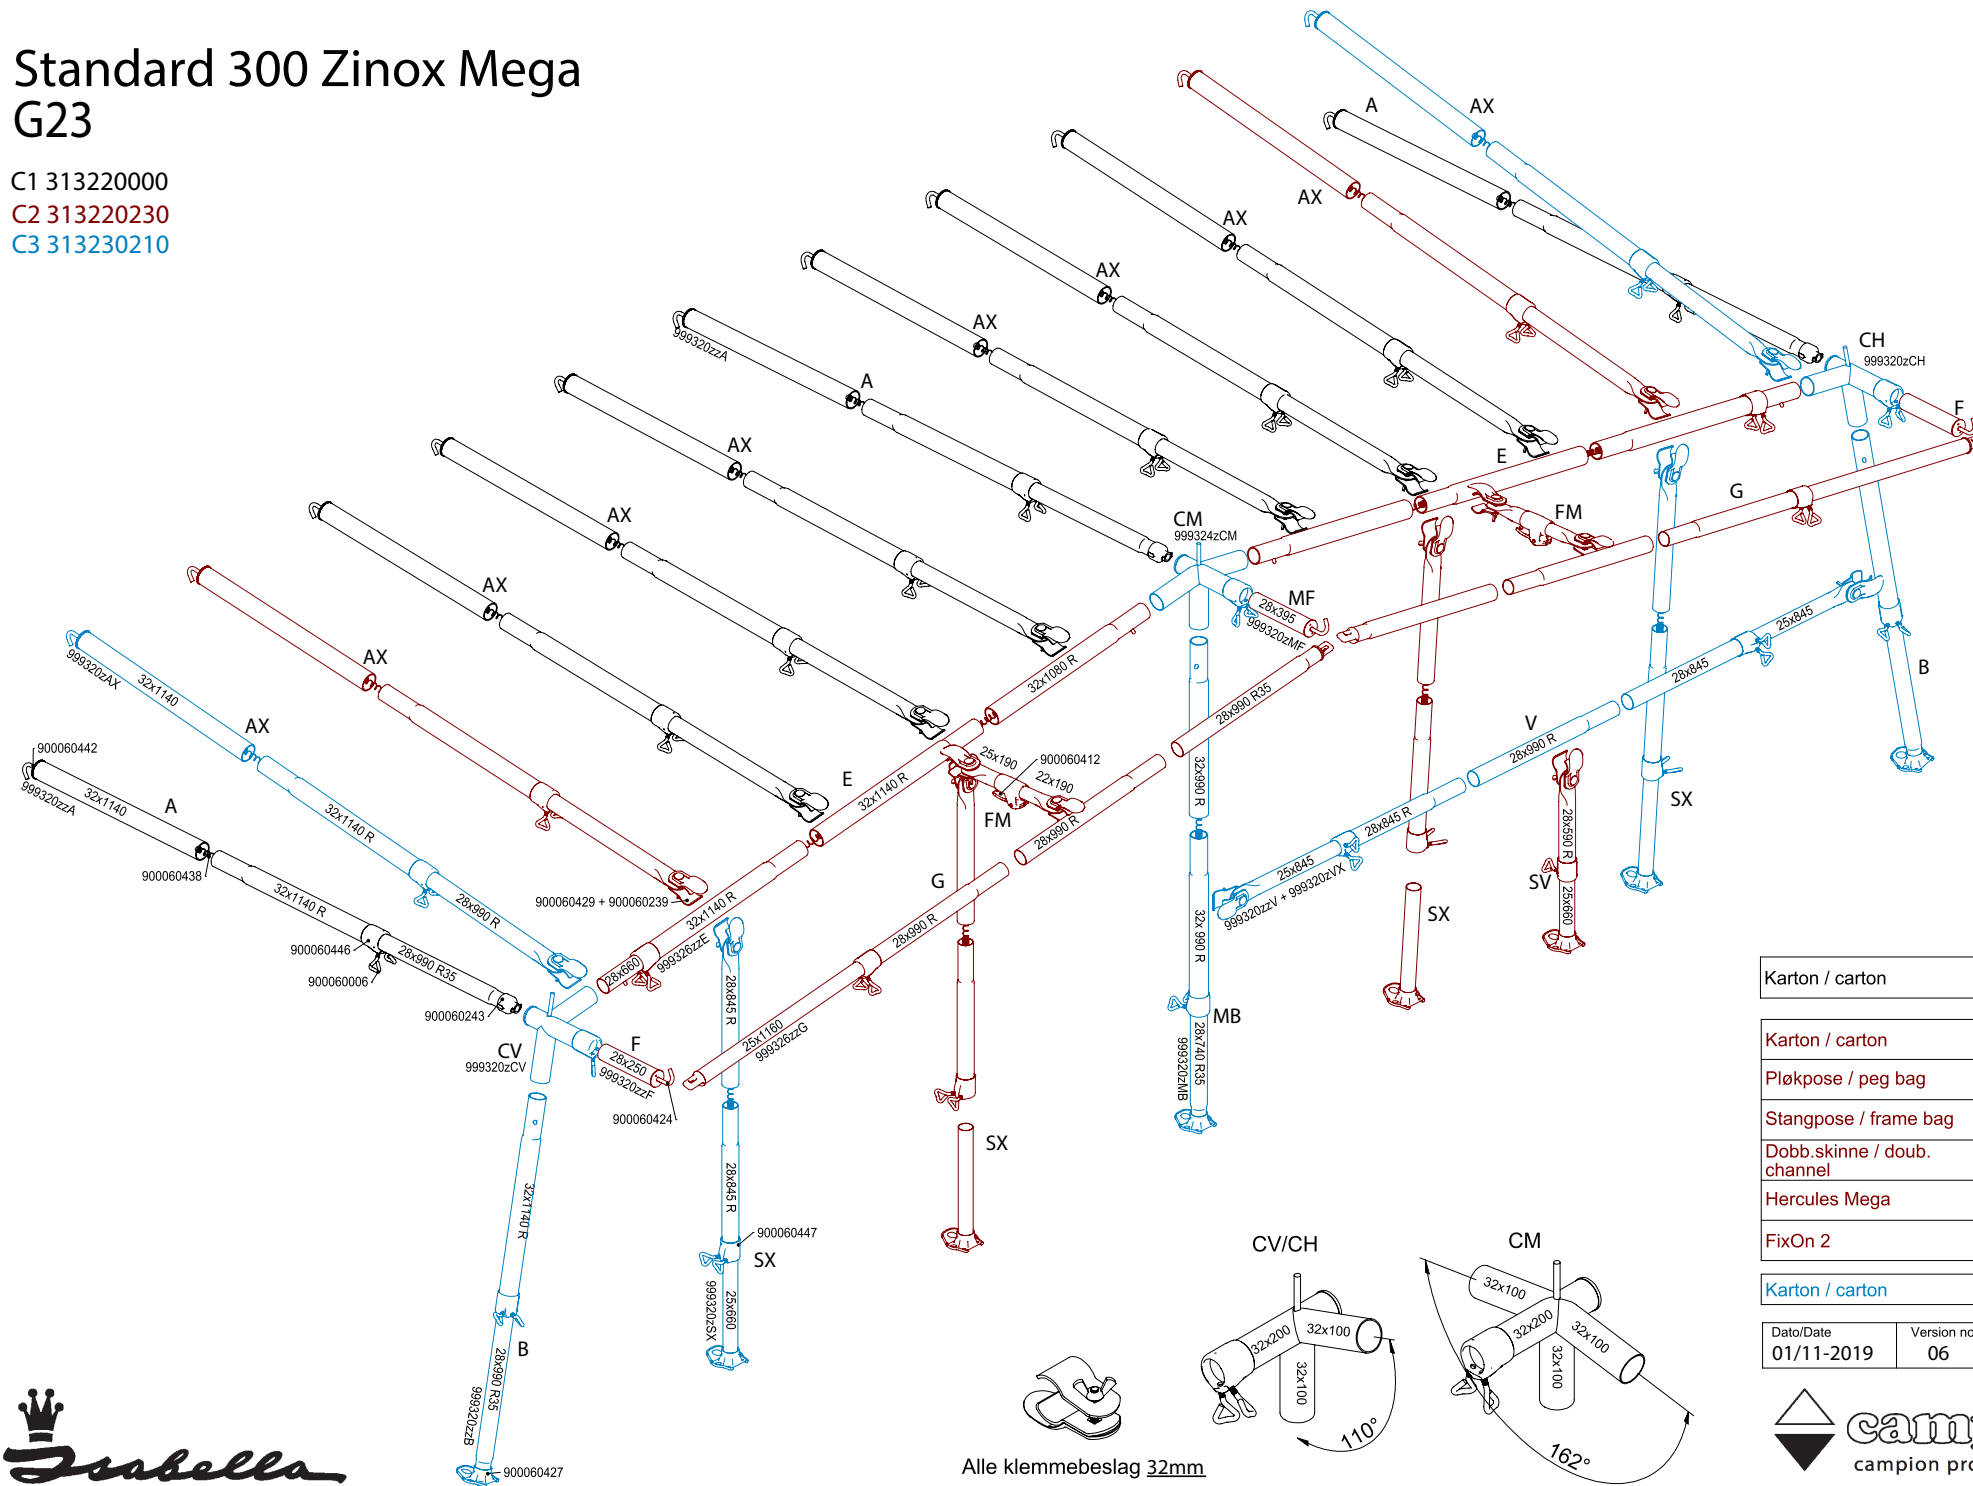 Standard 300 Zinox Mega
G23
C1 313220000
C2 313220230
C3 313230210
AX
A
AX
AX
AX
AX
A
AX
AX
AX
AX
AX
999320zzA
CH
999320zCH
F
E
G
FM
CM
999324zCM
MF
28x395
999320zMF
32x1080 R
28x990 R35
999320zAX
32x1140
32x1140 R
28x990 R
900060442
999320zzA
32x1140
A
900060438
32x1140 R
900060446
28x990 R35
900060006
900060243
900060429 + 900060239
E
32x1140 R
32x1140 R
28x660
999326zzE
25x190
22x190
900060412
FM
G
28x990 R
28x990 R
25x1160
999326zzG
CV
999320zCV
F
28x250
999320zzF
900060424
32x1140 R
B
28x990 R35
999320zzB
900060427
28x845 R
28x845 R
900060447
SX
25x660
999320zSX
SX
32x990 R
32x 990 R
MB
28x740 R35
999320zMB
25x845
28x845 R
999320zzV + 999320zVX
V
28x990 R
28x845
25x845
B
SX
SX
28x590 R
SV
25x660
CV/CH
32x200
32x100
32x100
110°
CM
32x100
32x200
32x100
32x100
162°
Alle klemmebeslag 32mm
Karton / carton
Karton / carton
Pløkpose / peg bag
Stangpose / frame bag
Dobb.skinne / doub.
channel
Hercules Mega
FixOn 2
Karton / carton
Dato/Date
01/11-2019
Version no
06
Isabella
camp
campion pro